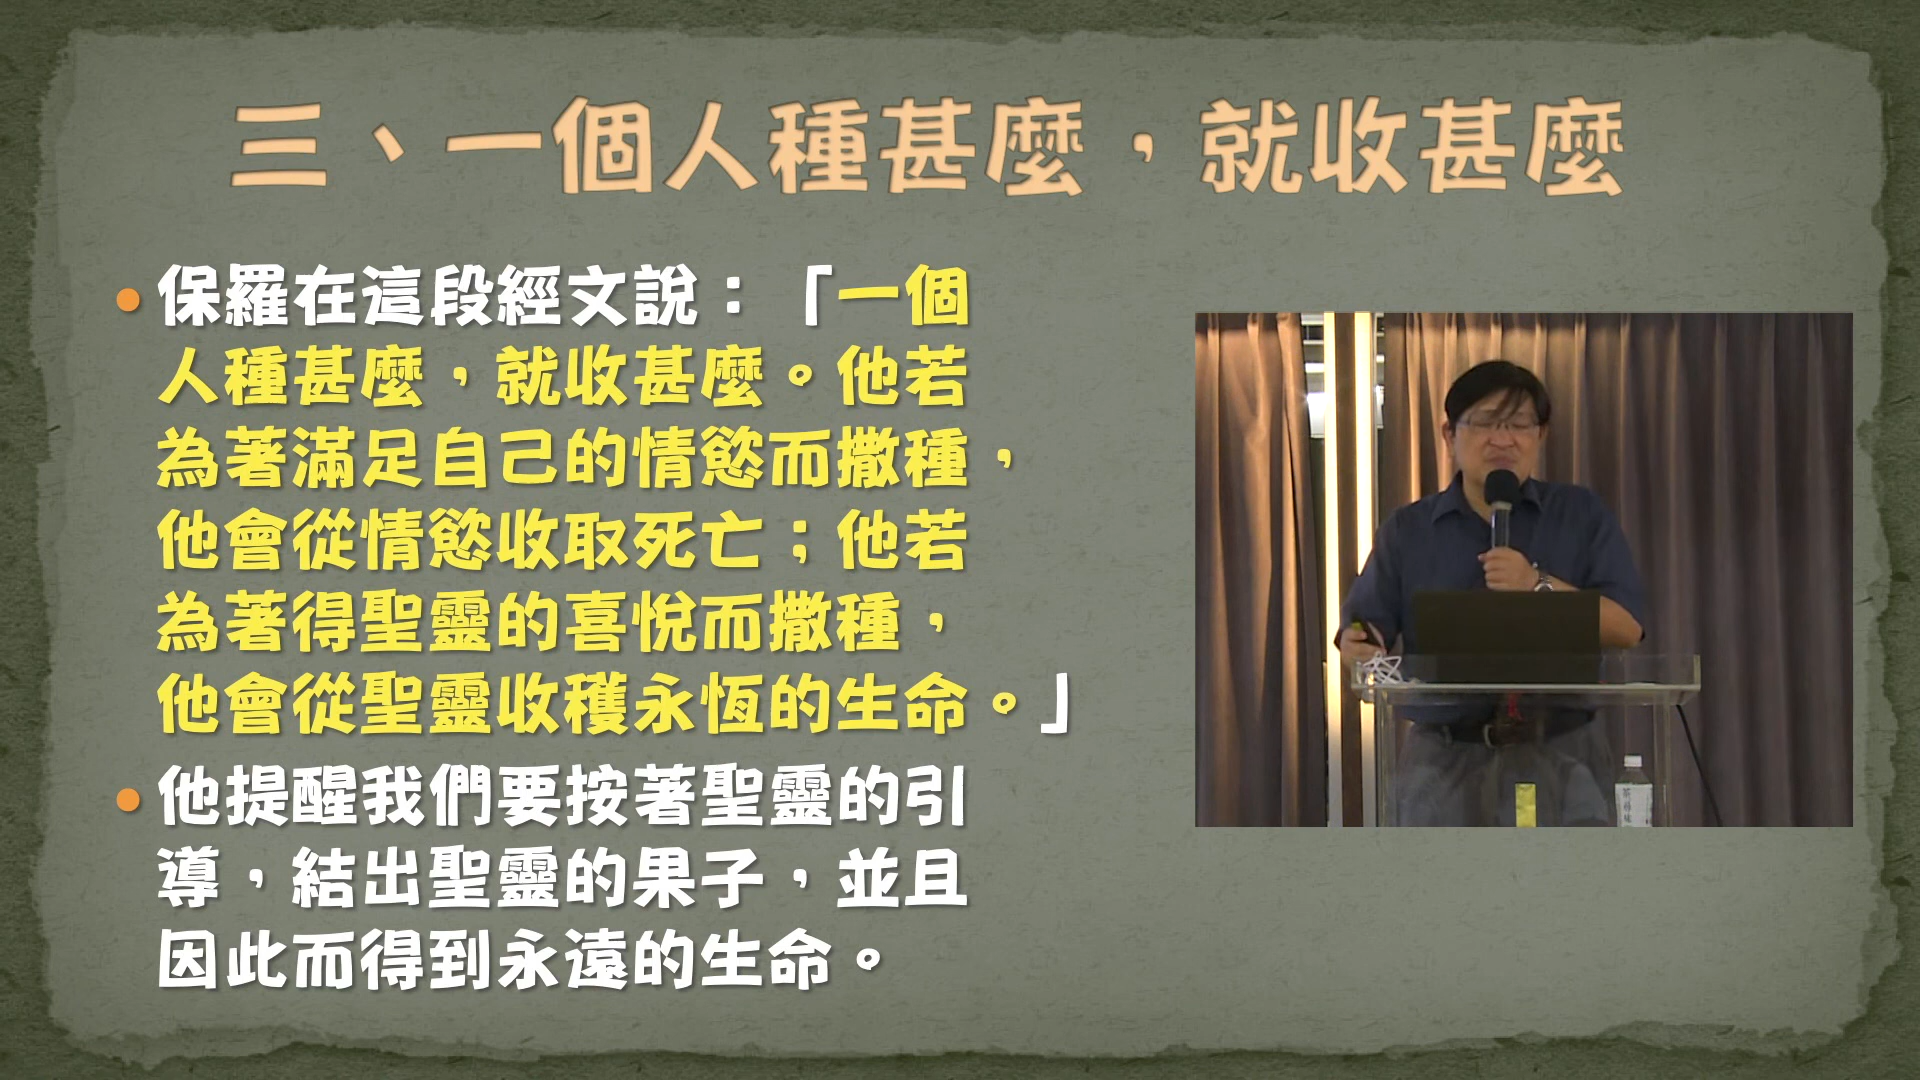 三、一個人種甚麼，就收甚麼
保羅在這段經文說：「一個
人種甚麼，就收甚麼。他若
為著滿足自己的情慾而撒種，
他會從情慾收取死亡；他若
為著得聖靈的喜悅而撒種，
他會從聖靈收穫永恆的生命。」
他提醒我們要按著聖靈的引
導，結出聖靈的果子，並且
因此而得到永遠的生命。